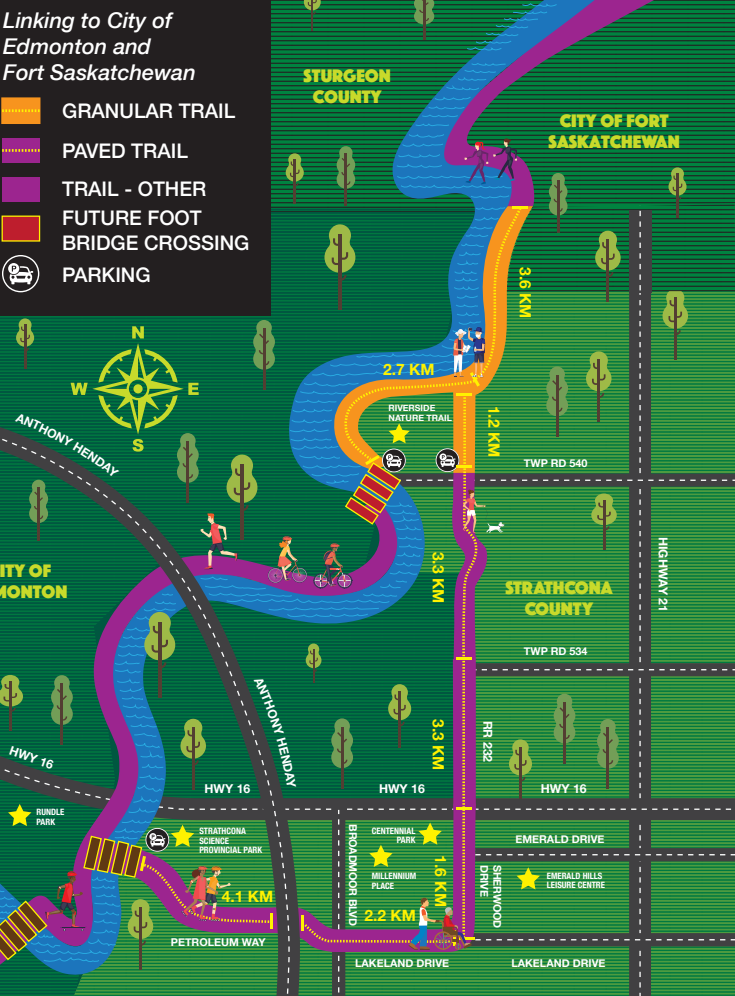 Linking to City of
Edmonton and
Fort Saskatchewan
GRANULAR TRAIL
PAVED TRAIL
TRAIL - OTHER
FUTURE FOOT
BRIDGE CROSSING
P
PARKING
STURGEON
COUNTY
CITY OF FORT
SASKATCHEWAN
3.6 KM
N
W
E
S
2.7 KM
RIVERSIDE
NATURE TRAIL
1.2 KM
P
P
TWP RD 540
ANTHONY HENDAY
ITY OF
MONTON
3.3 KM
STRATHCONA
COUNTY
HIGHWAY 21
TWP RD 534
ANTHONY HENDAY
3.3 KM
RR 232
HWY 16
HWY 16
HWY 16
HWY 16
RUNDLE
PARK
P
STRATHCONA
SCIENCE
PROVINCIAL PARK
BROADMOOR BLVD
CENTENNIAL
PARK
MILLENNIUM
PLACE
1.6 KM
EMERALD DRIVE
SHERWOOD
DRIVE
EMERALD HILLS
LEISURE CENTRE
4.1 KM
2.2 KM
PETROLEUM WAY
LAKELAND DRIVE
LAKELAND DRIVE